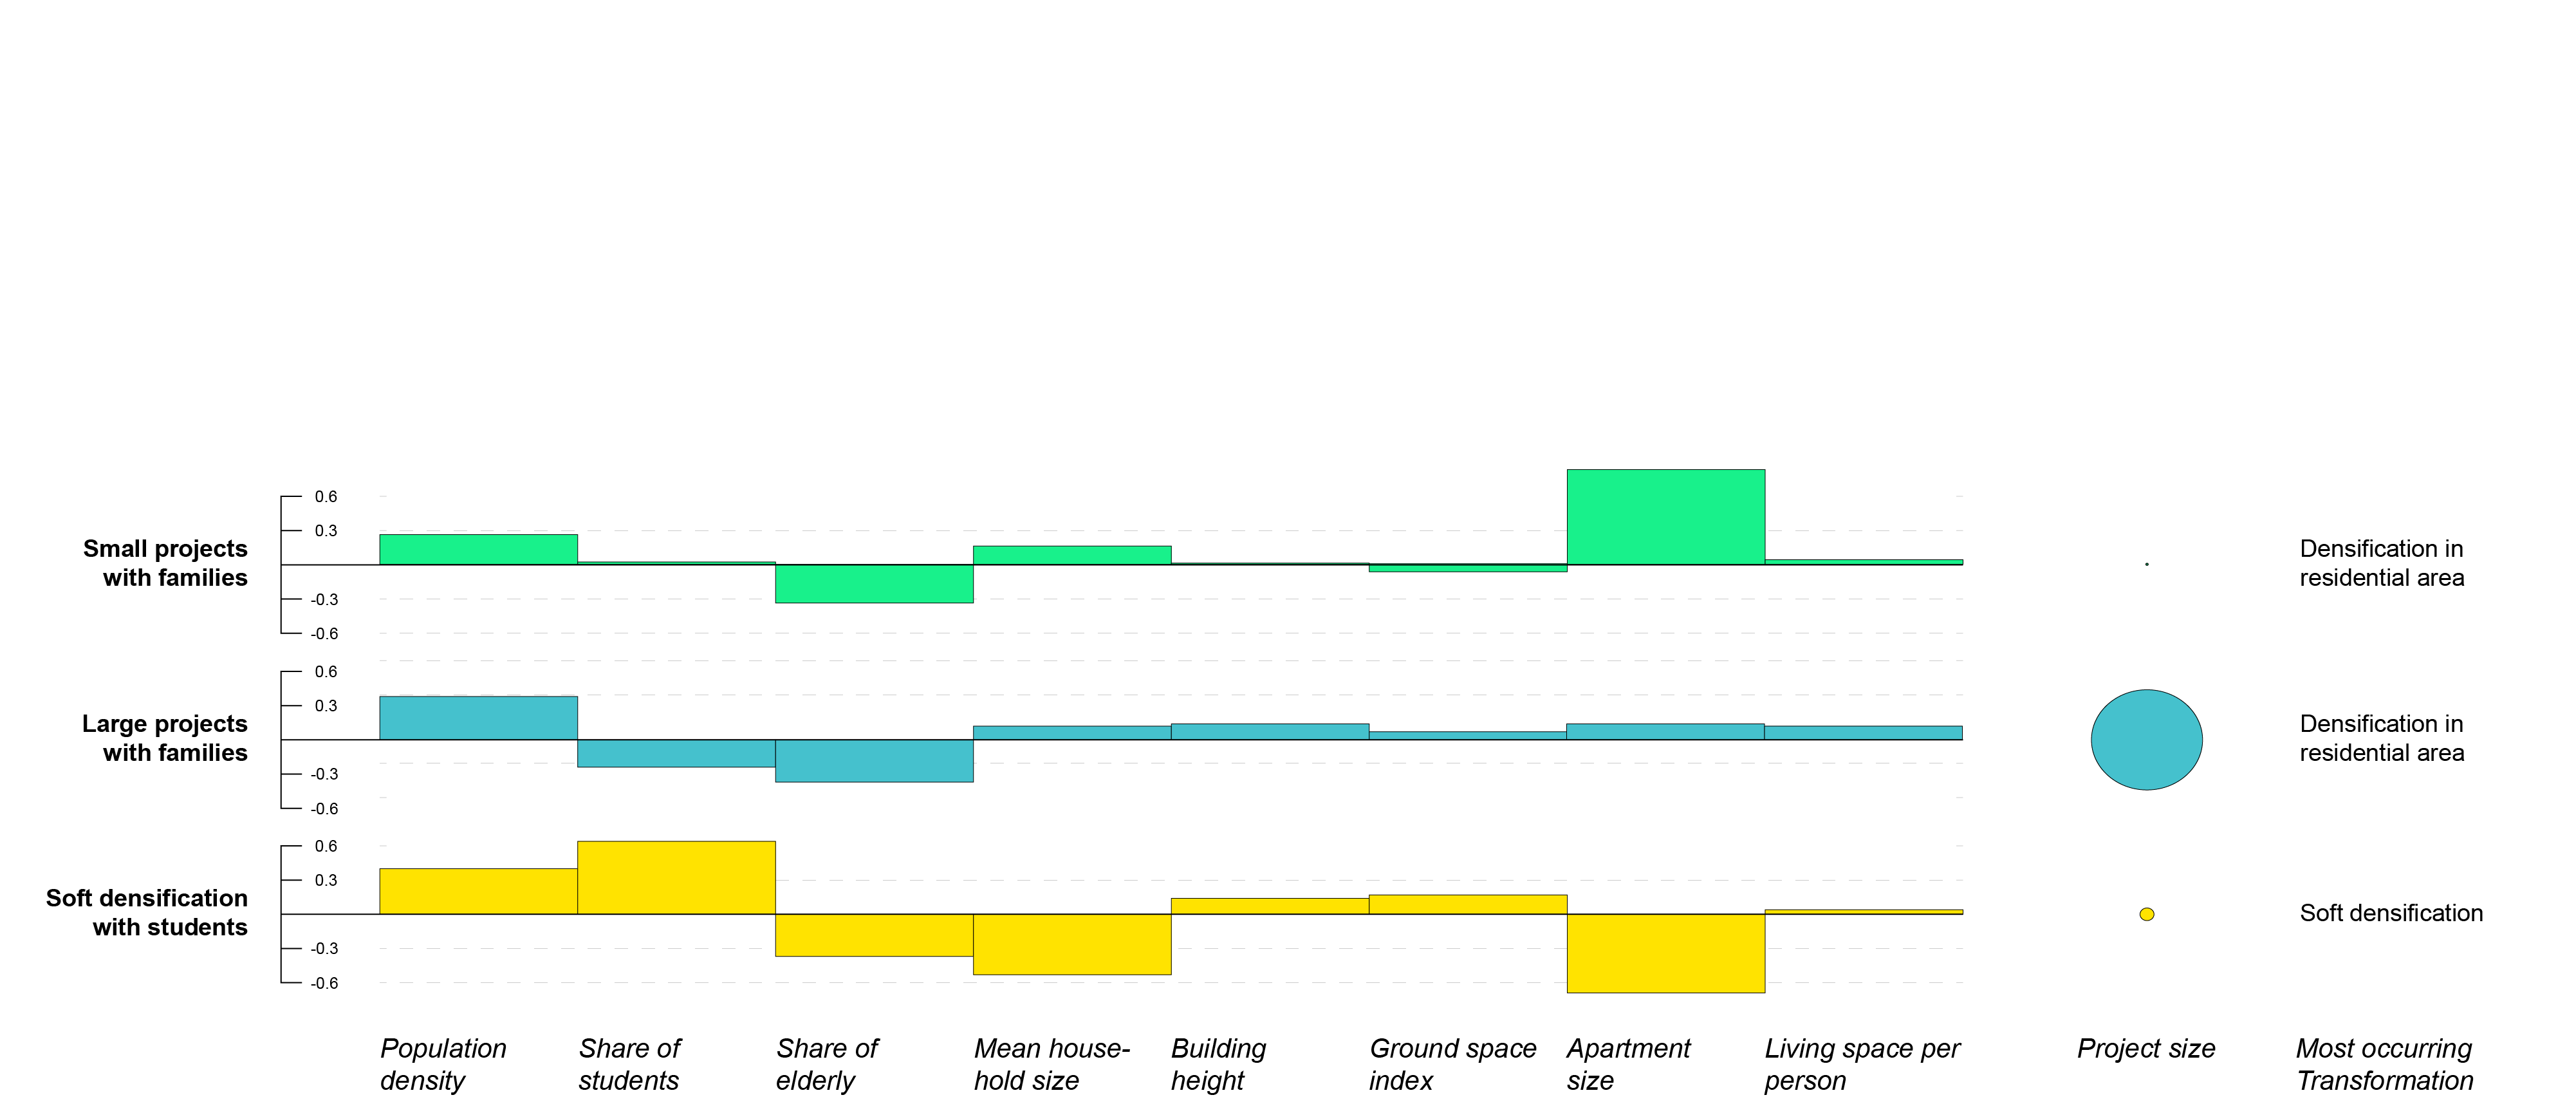 0.6
0.3
Small projects
with families
-0.3
-0.6
Densification in
residential area
0.6
0.3
Large projects
with families
-0.3
-0.6
Densification in
residential area
0.6
0.3
Soft densification
with students
-0.3
-0.6
Soft densification
Population
density
Share of
students
Share of
elderly
Mean house-
hold size
Building
height
Ground space
index
Apartment
size
Living space per
person
Project size
Most occurring
Transformation